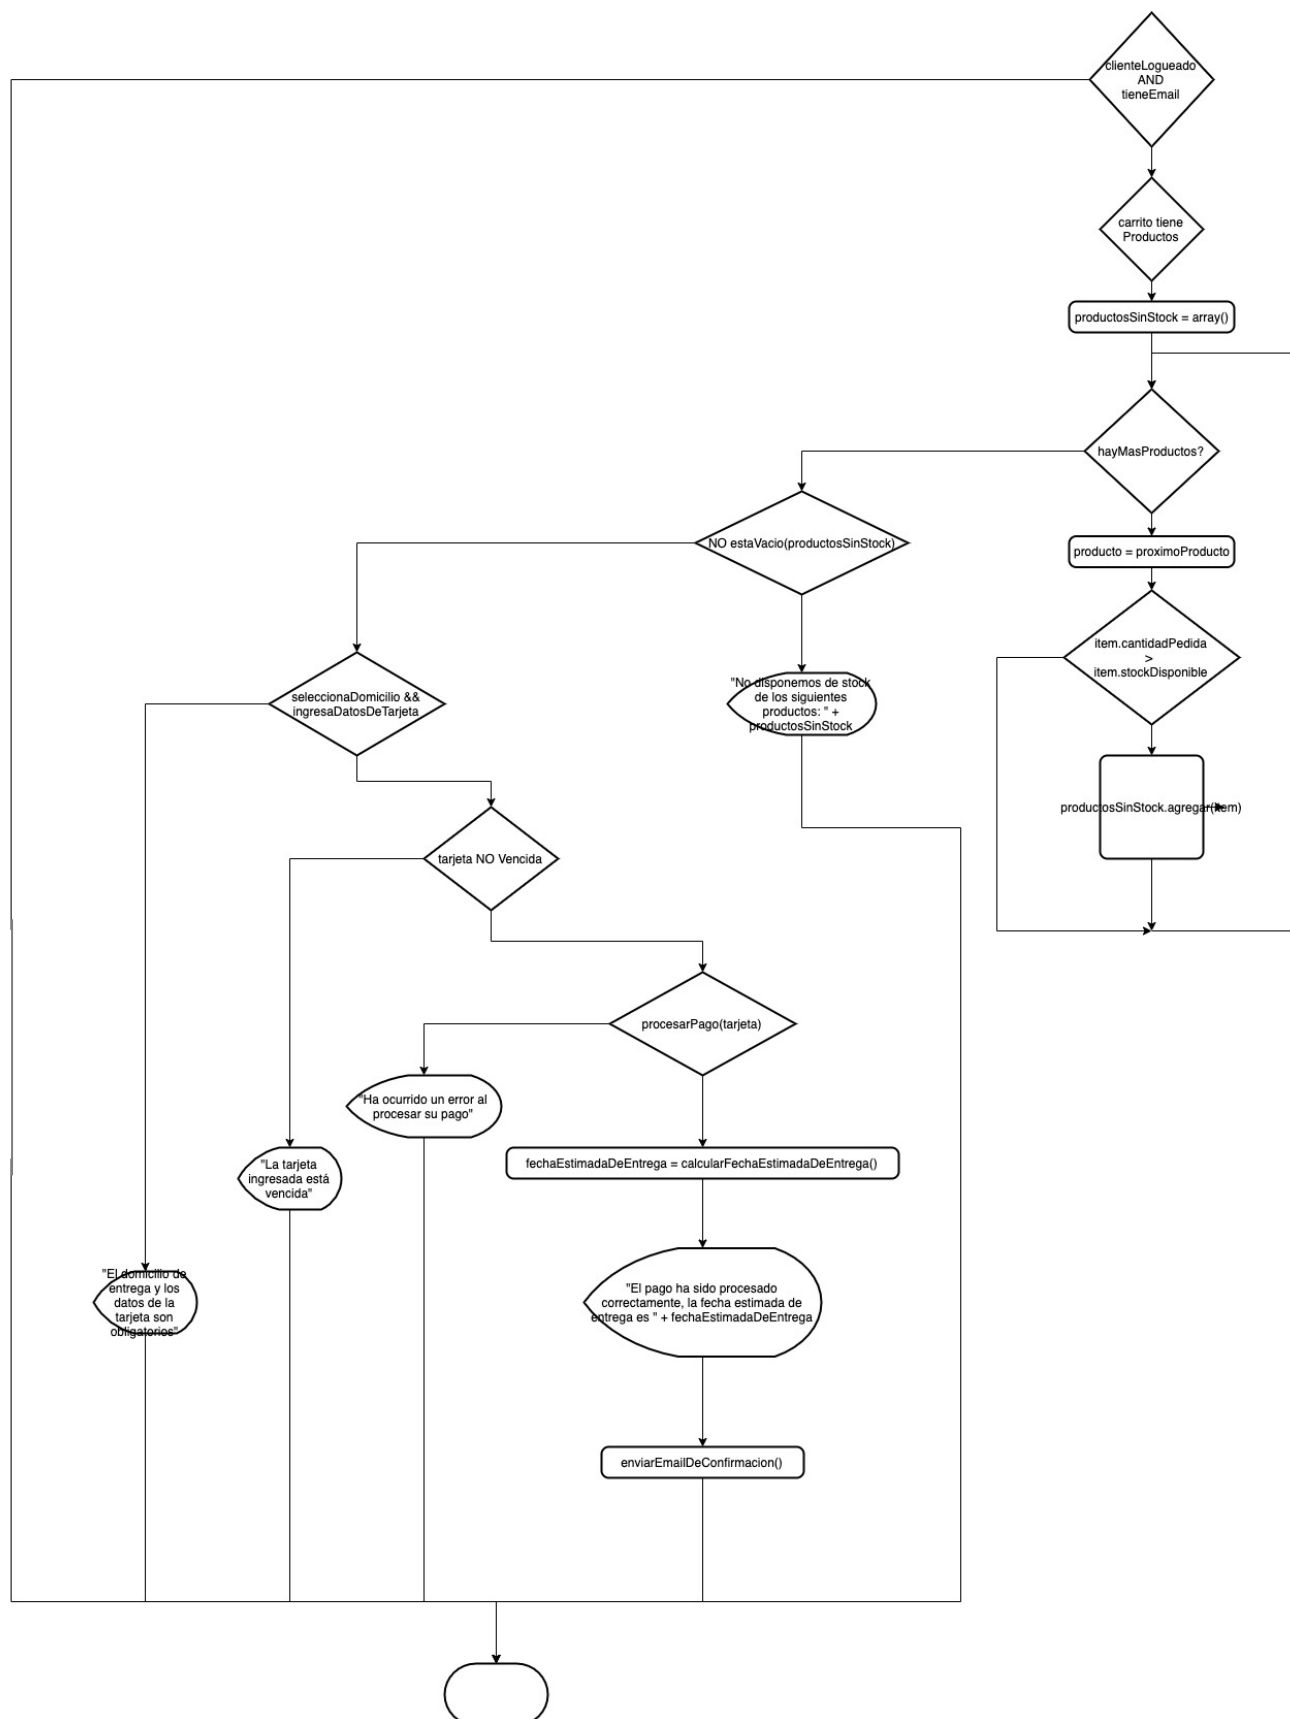 clienteLogueado
AND
tieneEmail
carrito tiene
Productos
productosSinStock = array()
hayMasProductos?
NO estaVacio(productosSinStock)
producto = proximoProducto
item.cantidadPedida
>
item.stockDisponible
seleccionaDomicilio &&
ingresaDatosDeTarjeta
"No disponemos de stock
de los siguientes
productos: " +
productosSinStock
productosSinStock.agregar(item)
tarjeta NO Vencida
procesarPago(tarjeta)
"Ha ocurrido un error al
procesar su pago"
"La tarjeta
ingresada está
vencida"
fechaEstimadaDeEntrega = calcularFechaEstimadaDeEntrega()
"El domicilio de
entrega y los
datos de la
tarjeta son
obligatorios"
"El pago ha sido procesado
correctamente, la fecha estimada de
entrega es " + fechaEstimadaDeEntrega
enviarEmailDeConfirmacion()